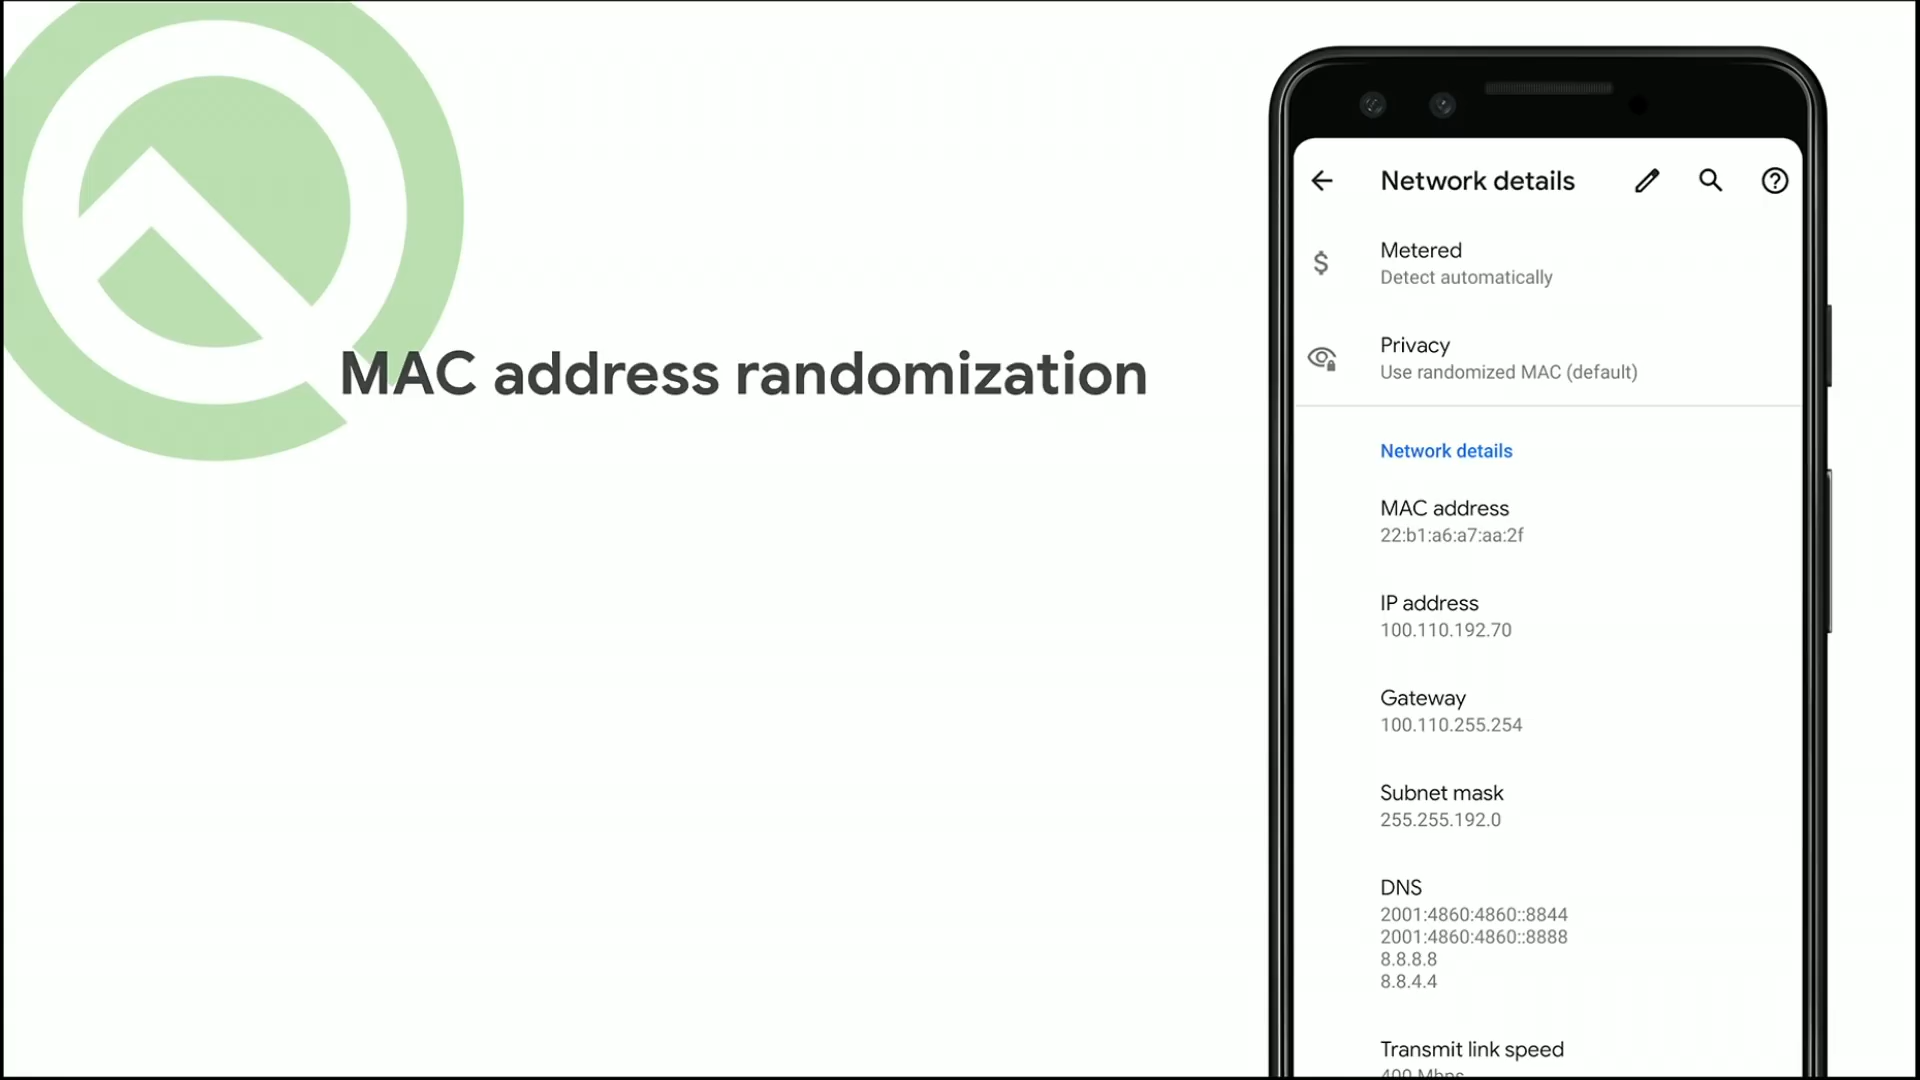 MAC address randomization
Network details
Metered
Detect automatically
Privacy
Use randomized MAC (default)
Network details
MAC address
22:b1:a6:a7:aa:2f
IP address
100.110.192.70
Gateway
100.110.255.254
Subnet mask
255.255.192.0
DNS
2001:4860:4860::8844
2001:4860:4860::8888
8.8.8.8
8.8.4.4
Transmit link speed
400 Mbps